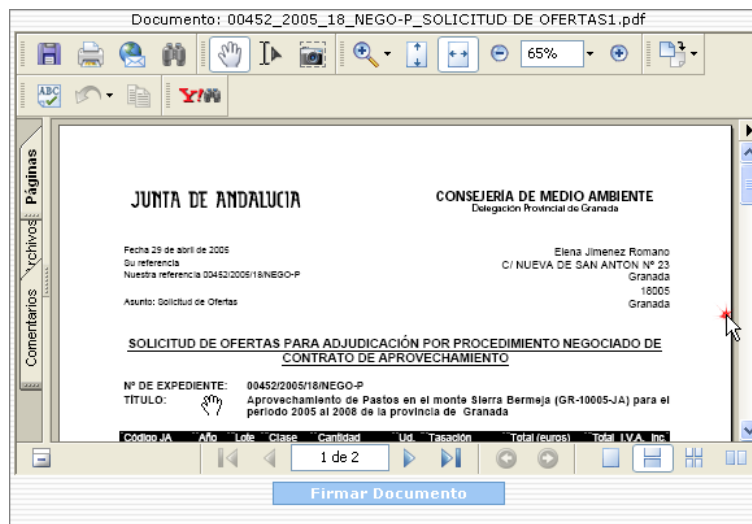 Documento: 00452_2005_18_NEGO-P_SOLICITUD DE OFERTAS1.pdf
65%
ABC
Y!
Páginas
Archivos
Comentarios
JUNTA DE ANDALUCIA
CONSEJERÍA DE MEDIO AMBIENTE
Delegación Provincial de Granada
Fecha 29 de abril de 2005
Su referencia
Nuestra referencia 00452/2005/18/NEGO-P
Asunto: Solicitud de Ofertas
Elena Jimenez Romano
C/ NUEVA DE SAN ANTON Nº 23
Granada
18005
Granada
SOLICITUD DE OFERTAS PARA ADJUDICACIÓN POR PROCEDIMIENTO NEGOCIADO DE
CONTRATO DE APROVECHAMIENTO
Nº DE EXPEDIENTE: 00452/2005/18/NEGO-P
TÍTULO: Aprovechamiento de Pastos en el monte Sierra Bermeja (GR-10005-JA) para el
periodo 2005 al 2008 de la provincia de Granada
Código JA Año Lote Clase Cantidad Ud. Tasación Total (euros) Total I.V.A. Inc.
1 de 2
Firmar Documento